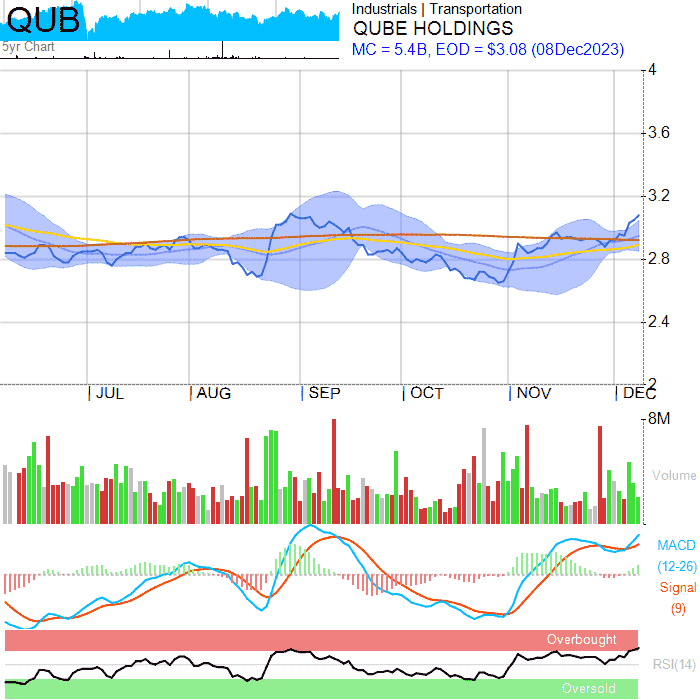 QUB
5yr Chart
Industrials | Transportation
QUBE HOLDINGS
MC = 5.4B, EOD = $3.08 (08Dec2023)
4
3.6
3.2
2.8
2.4
2
| JUL | AUG | SEP | OCT | NOV | DEC
8M
Volume
MACD
(12-26)
Signal
(9)
Overbought
RSI(14)
Oversold